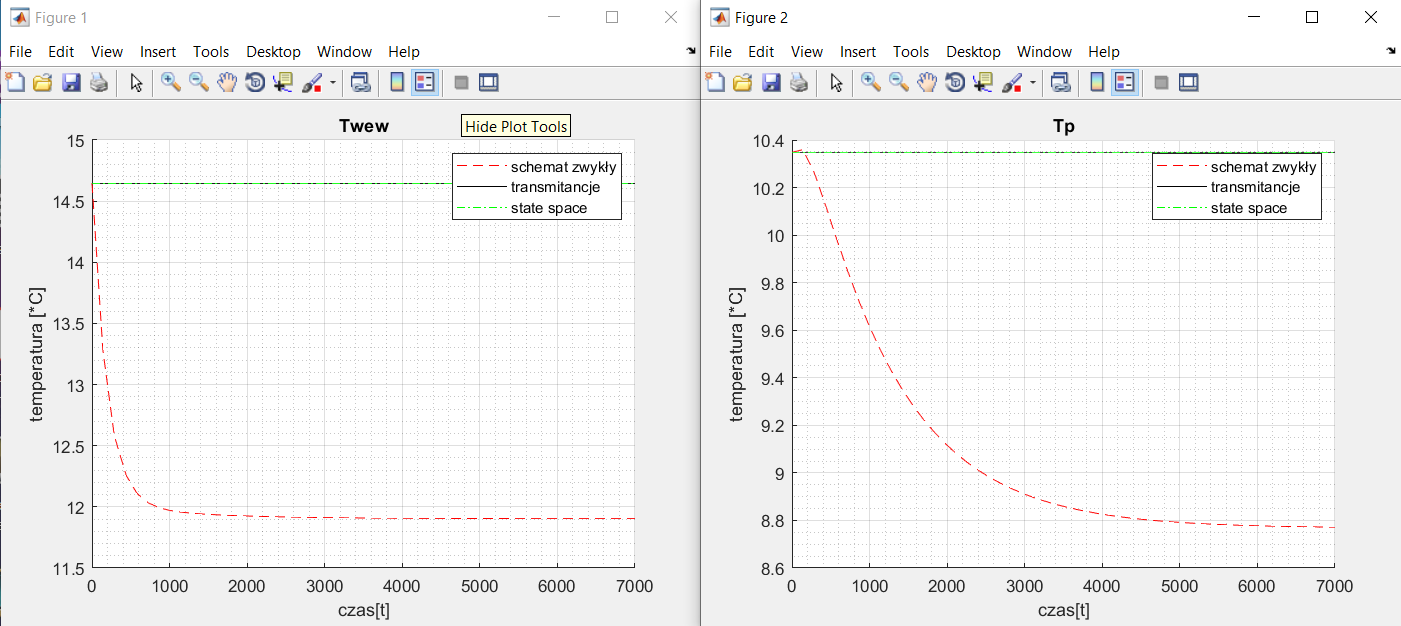 Figure 1
File Edit View Insert Tools Desktop Window Help
Twew
Hide Plot Tools
schemat zwykły
transmitancje
state space
temperatura [*C]
15
14.5
14
13.5
13
12.5
12
11.5
0 1000 2000 3000 4000 5000 6000 7000
czas[t]
Figure 2
File Edit View Insert Tools Desktop Window Help
Tp
schemat zwykły
transmitancje
state space
temperatura [*C]
10.4
10.2
10
9.8
9.6
9.4
9.2
9
8.8
8.6
0 1000 2000 3000 4000 5000 6000 7000
czas[t]